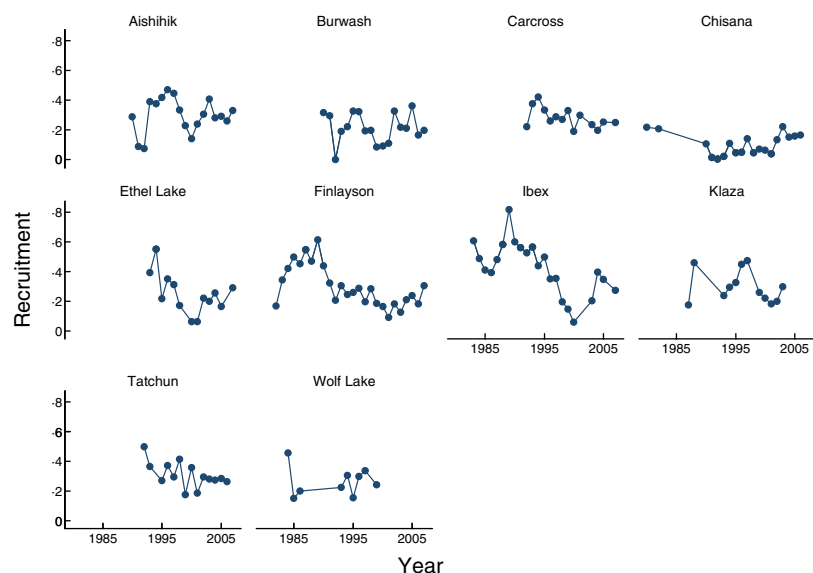 Aishihik Burwash Carcross Chisana
·8
·6
·4
·2
0
Ethel Lake Finlayson Ibex Klaza
·8
·6
·4
·2
0
1985 1995 2005 1985 1995 2005
Tatchun Wolf Lake
·8
·6
·4
·2
0
1985 1995 2005 1985 1995 2005
Recruitment
Year